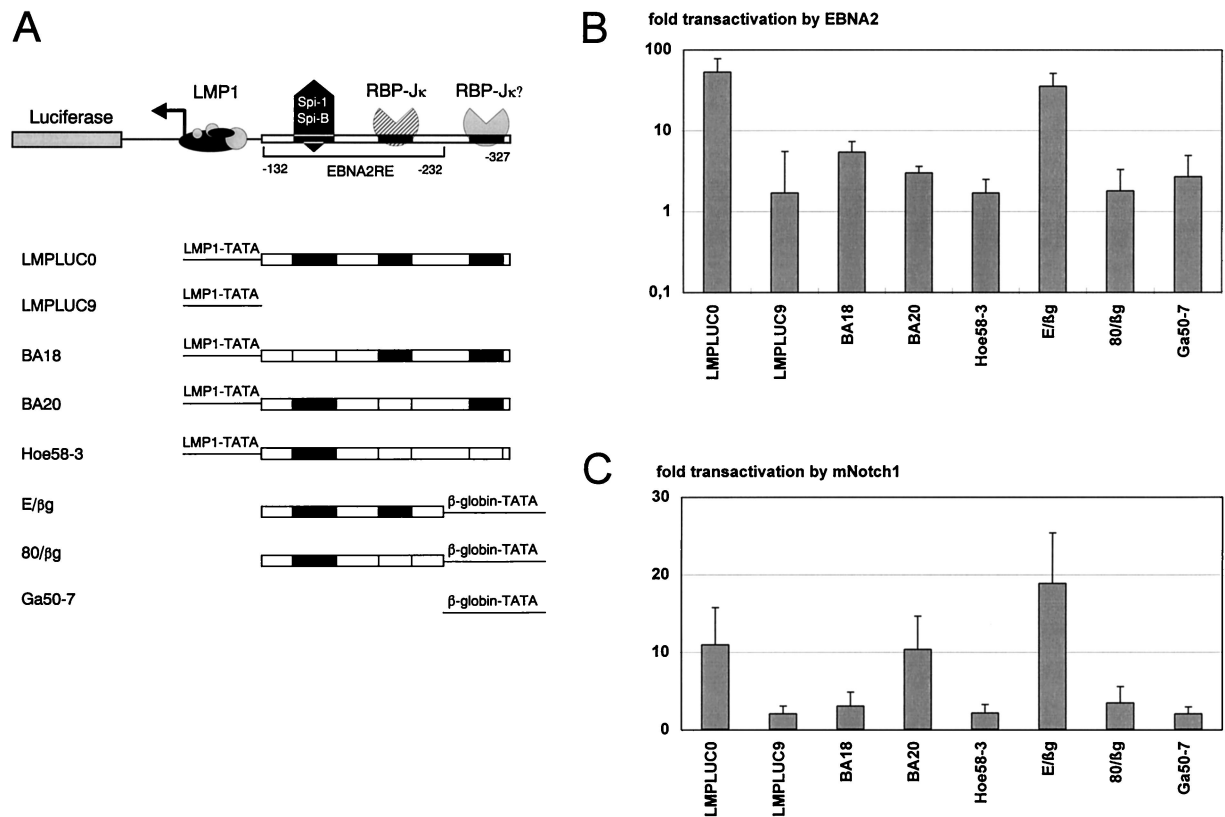 A
Luciferase
LMP1
Spi-1
Spi-B
RBP-Jκ
RBP-Jκ?
-132
EBNA2RE
-232
-327
LMPLUC0
LMP1-TATA
LMPLUC9
LMP1-TATA
BA18
LMP1-TATA
BA20
LMP1-TATA
Hoe58-3
LMP1-TATA
E/βg
β-globin-TATA
80/βg
β-globin-TATA
Ga50-7
β-globin-TATA
B
fold transactivation by EBNA2
100
10
1
0,1
LMPLUC0
LMPLUC9
BA18
BA20
Hoe58-3
E/ßg
80/ßg
Ga50-7
C
fold transactivation by mNotch1
30
20
10
0
LMPLUC0
LMPLUC9
BA18
BA20
Hoe58-3
E/ßg
80/ßg
Ga50-7